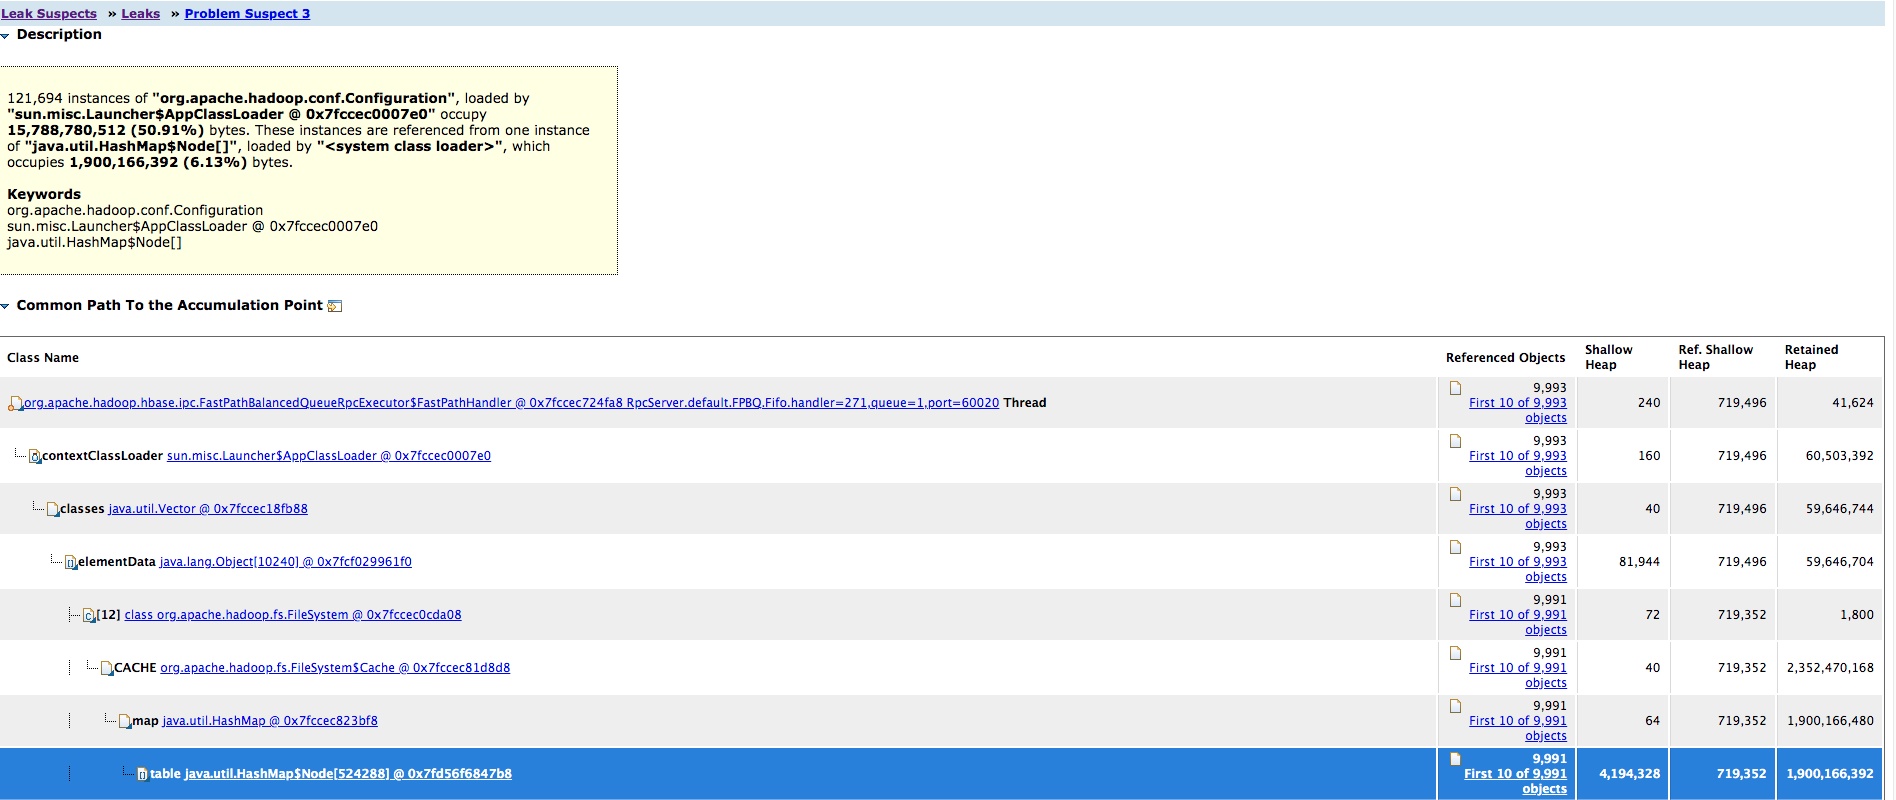 Leak Suspects » Leaks » Problem Suspect 3
Description
121,694 instances of "org.apache.hadoop.conf.Configuration", loaded by
"sun.misc.Launcher$AppClassLoader @ 0x7fccec0007e0" occupy
15,788,780,512 (50.91%) bytes. These instances are referenced from one instance
of "java.util.HashMap$Node[]", loaded by "<system class loader>", which
occupies 1,900,166,392 (6.13%) bytes.
Keywords
org.apache.hadoop.conf.Configuration
sun.misc.Launcher$AppClassLoader @ 0x7fccec0007e0
java.util.HashMap$Node[]
Common Path To the Accumulation Point
Class Name Referenced Objects Shallow Heap Ref. Shallow Heap Retained Heap
org.apache.hadoop.hbase.ipc.FastPathBalancedQueueRpcExecutor$FastPathHandler @ 0x7fccec724fa8 RpcServer.default.FPBQ.Fifo.handler=271,queue=1,port=60020 Thread 9,993 First 10 of 9,993 objects 240 719,496 41,624
contextClassLoader sun.misc.Launcher$AppClassLoader @ 0x7fccec0007e0 9,993 First 10 of 9,993 objects 160 719,496 60,503,392
classes java.util.Vector @ 0x7fccec18fb88 9,993 First 10 of 9,993 objects 40 719,496 59,646,744
elementData java.lang.Object[10240] @ 0x7fcf029961f0 9,993 First 10 of 9,993 objects 81,944 719,496 59,646,704
[12] class org.apache.hadoop.fs.FileSystem @ 0x7fccec0cda08 9,991 First 10 of 9,991 objects 72 719,352 1,800
CACHE org.apache.hadoop.fs.FileSystem$Cache @ 0x7fccec81d8d8 9,991 First 10 of 9,991 objects 40 719,352 2,352,470,168
map java.util.HashMap @ 0x7fccec823bf8 9,991 First 10 of 9,991 objects 64 719,352 1,900,166,480
table java.util.HashMap$Node[524288] @ 0x7fd56f6847b8 9,991 First 10 of 9,991 objects 4,194,328 719,352 1,900,166,392